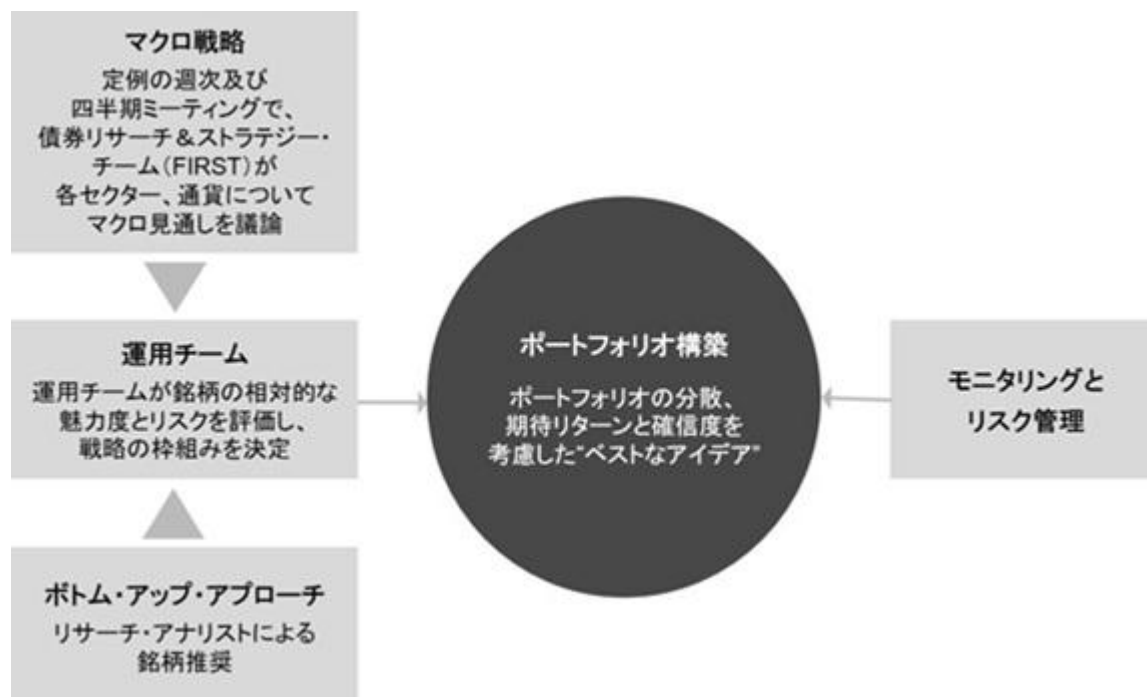 マクロ戦略
定例の週次及び
四半期ミーティングで、
債券リサーチ＆ストラテジー・
チーム（FIRST）が
各セクター、通貨について
マクロ見通しを議論
運用チーム
運用チームが銘柄の相対的な
魅力度とリスクを評価し、
戦略の枠組みを決定
ボトム・アップ・アプローチ
リサーチ・アナリストによる
銘柄推奨
ポートフォリオ構築
ポートフォリオの分散、
期待リターンと確信度を
考慮した“ベストなアイデア”
モニタリングと
リスク管理